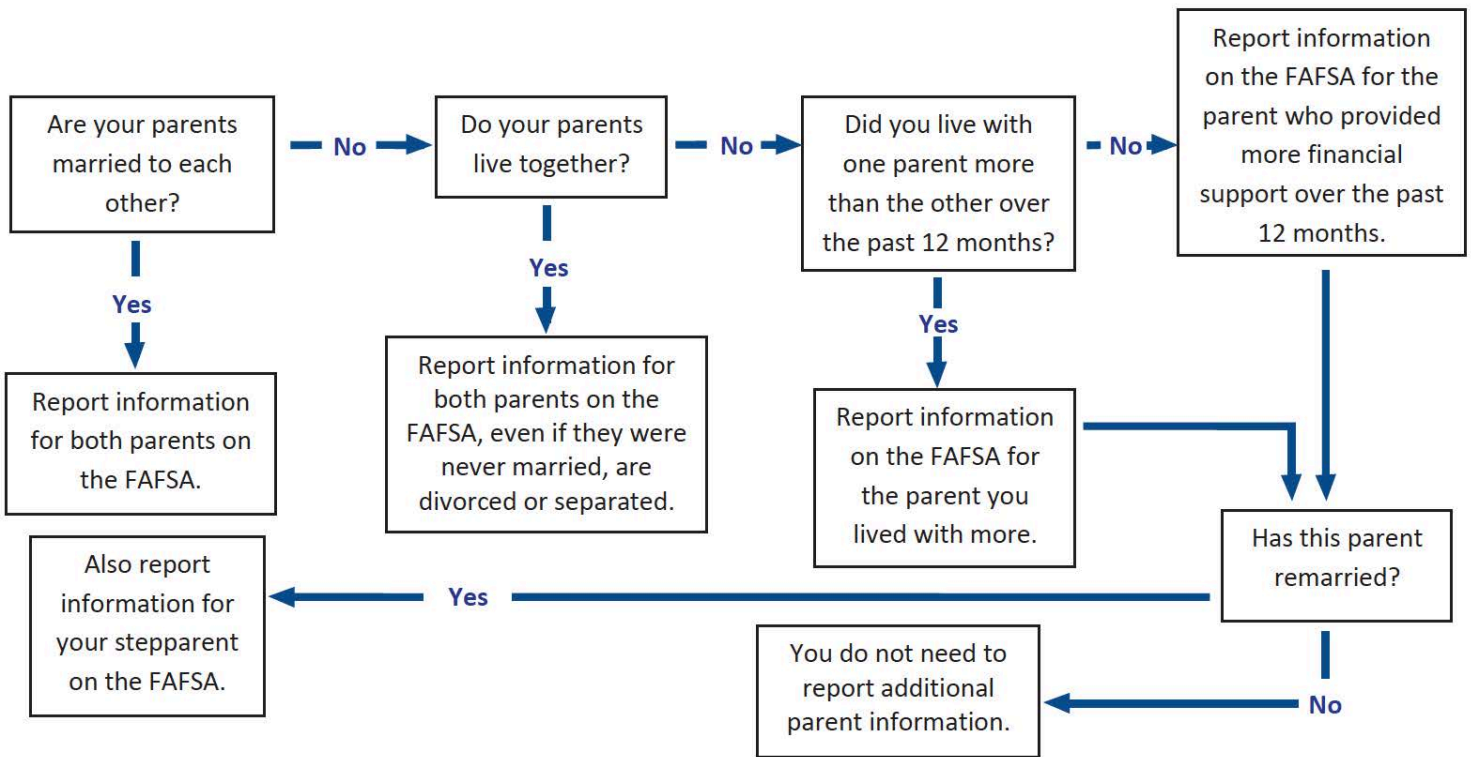 Are your parents
married to each
other?
No
Do your parents
live together?
No
Did you live with
one parent more
than the other over
the past 12 months?
No
Report information
on the FAFSA for the
parent who provided
more financial
support over the past
12 months.
Yes
Report information
for both parents on
the FAFSA.
Yes
Report information for
both parents on the
FAFSA, even if they were
never married, are
divorced or separated.
Yes
Report information
on the FAFSA for
the parent you
lived with more.
Has this parent
remarried?
Yes
Also report
information for
your stepparent
on the FAFSA.
No
You do not need to
report additional
parent information.